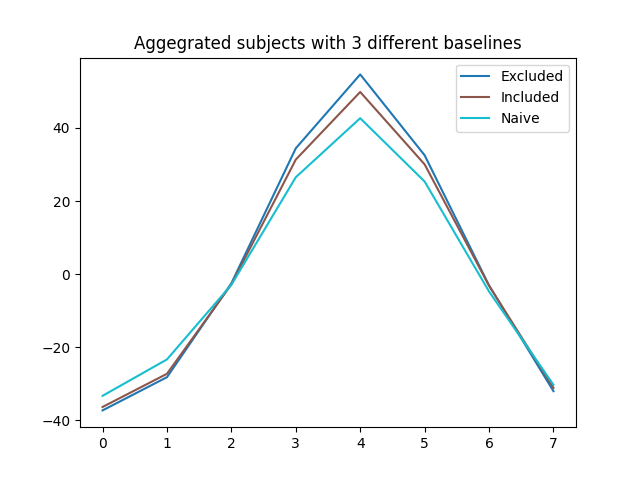 Aggegrated subjects with 3 different baselines
Excluded
Included
Naive
40
20
0
−20
−40
0 1 2 3 4 5 6 7